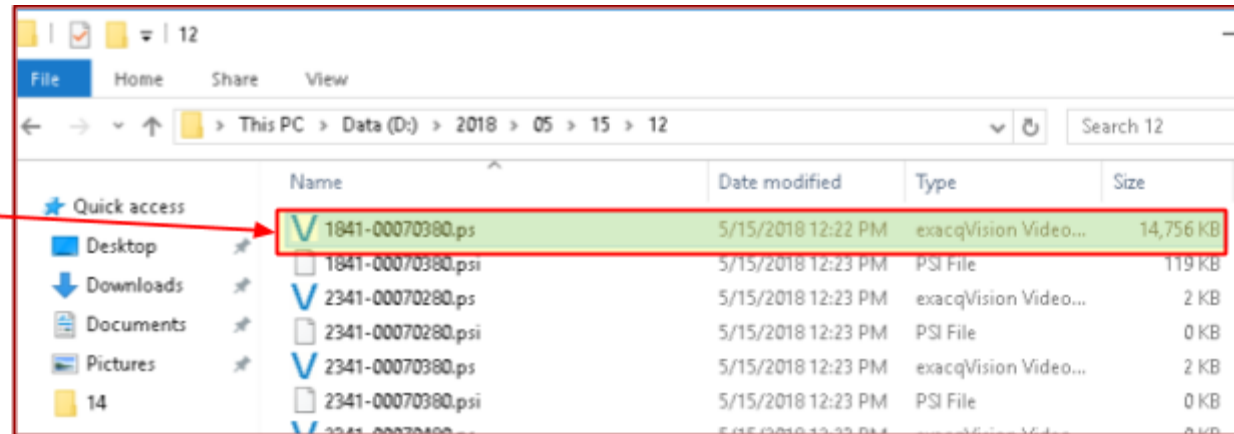 12
File Home Share View
This PC > Data (D:) > 2018 > 05 > 15 > 12 Search 12
Name Date modified Type Size
Quick access
Desktop
Downloads
Documents
Pictures
14
1841-00070380.ps 5/15/2018 12:22 PM exacqVision Video... 14,756 KB
1841-00070380.psi 5/15/2018 12:23 PM PSI File 119 KB
2341-00070280.ps 5/15/2018 12:23 PM exacqVision Video... 2 KB
2341-00070280.psi 5/15/2018 12:23 PM PSI File 0 KB
2341-00070380.ps 5/15/2018 12:23 PM exacqVision Video... 2 KB
2341-00070380.psi 5/15/2018 12:23 PM PSI File 0 KB